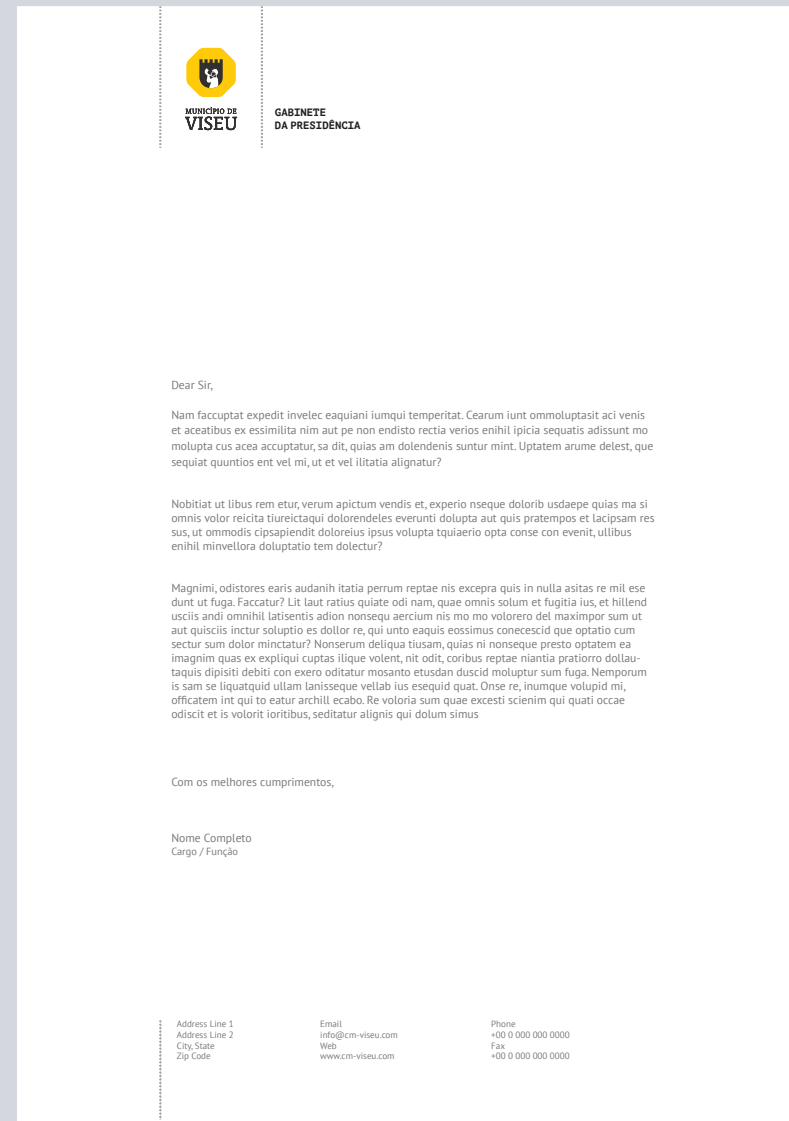 MUNICÍPIO DE
VISEU
GABINETE
DA PRESIDÊNCIA
Dear Sir,
Nam faccuptat expedit invelec eaquiani iumqui temperitat. Cearum iunt ommoluptasit aci venis
et aceatibus ex essimilita nim aut pe non endisto rectia verios enihil ipicia sequatis adissunt mo
molupta cus acea accuptatur, sa dit, quias am dolendenis suntur mint. Uptatem arume delest, que
sequiat quuntios ent vel mi, ut et vel ilitatia alignatur?
Nobitiat ut libus rem etur, verum apictum vendis et, experio nseque dolorib usdaepe quias ma si
omnis volor reicita tiureictaqui dolorendeles everunti dolupta aut quis pratempos et lacipsam res
sus, ut ommodis cipsapiendit doloreius ipsus volupta tquiaerio opta conse con evenit, ullibus
enihil minvellora doluptatio tem dolectur?
Magnimi, odistores earis audanih itatia perrum reptae nis excepra quis in nulla asitas re mil ese
dunt ut fuga. Faccatur? Lit laut ratius quiate odi nam, quae omnis solum et fugitia ius, et hillend
usciis andi omnihil latisentis adion nonsequ aercium nis mo mo volorero del maximpor sum ut
aut quisciis inctur soluptio es dollor re, qui unto eaquis eossimus conecescid que optatio cum
sectur sum dolor minctatur? Nonserum deliqua tiusam, quias ni nonseque presto optatem ea
imagnim quas ex expliqui cuptas ilique volent, nit odit, coribus reptae niantia pratiorro dollau-
taquis dipisiti debiti con exero oditatur mosanto etusdan duscid moluptur sum fuga. Nemporum
is sam se liquatquid ullam lanisseque vellab ius esequid quat. Onse re, inumque volupid mi,
officatem int qui to eatur archill ecabo. Re voloria sum quae excesti scienim qui quati occae
odiscit et is volorit ioritibus, seditatur alignis qui dolum simus
Com os melhores cumprimentos,
Nome Completo
Cargo / Função
Address Line 1
Address Line 2
City, State
Zip Code
Email
info@cm-viseu.com
Web
www.cm-viseu.com
Phone
+00 0 000 000 0000
Fax
+00 0 000 000 0000